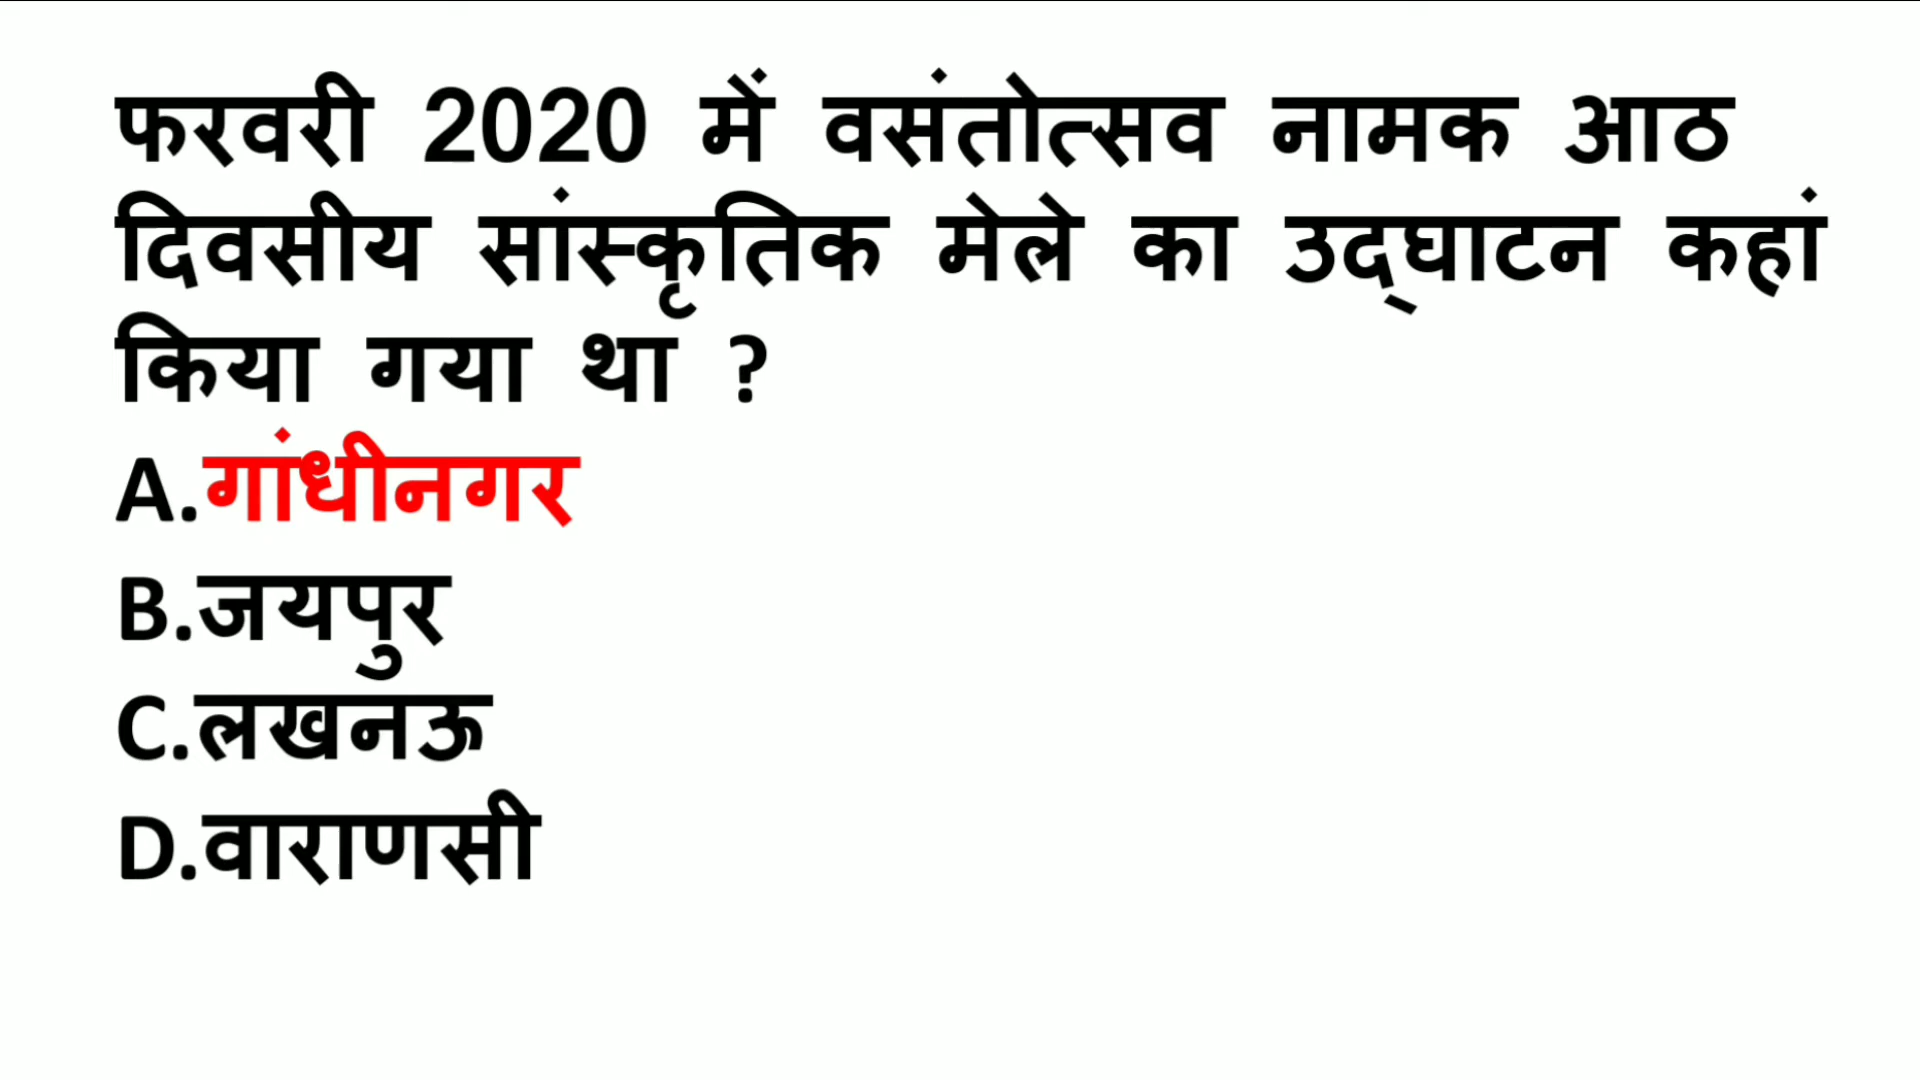 फरवरी 2020 में वसंतोत्सव नामक आठ
दिवसीय सांस्कृतिक मेले का उद्‌घाटन कहां
किया गया था ?
A.गांधीनगर
B.जयपुर
C.लखनऊ
D.वाराणसी